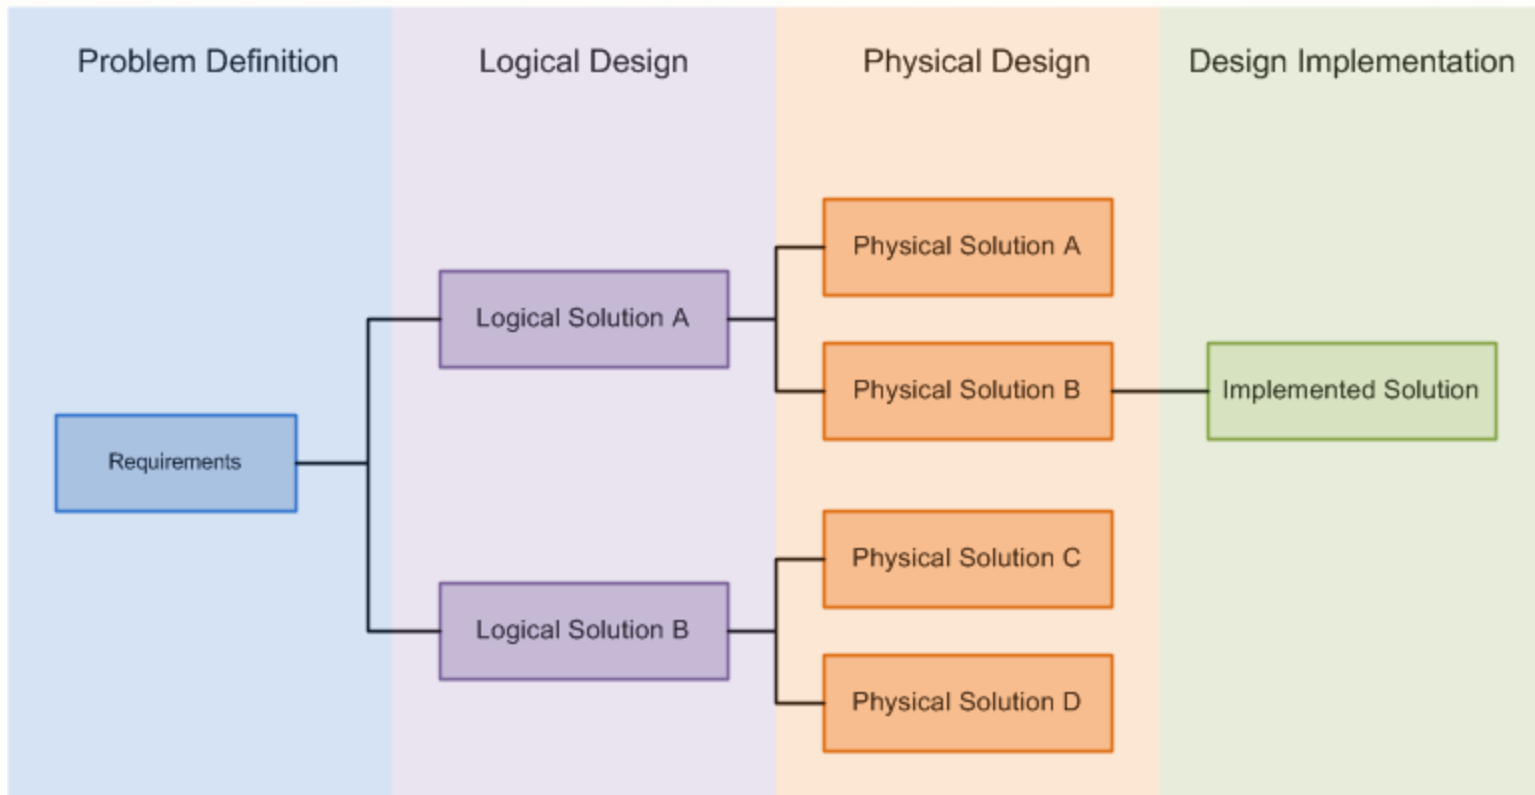 Problem Definition
Logical Design
Physical Design
Design Implementation
Physical Solution A
Logical Solution A
Physical Solution B
Implemented Solution
Requirements
Physical Solution C
Logical Solution B
Physical Solution D